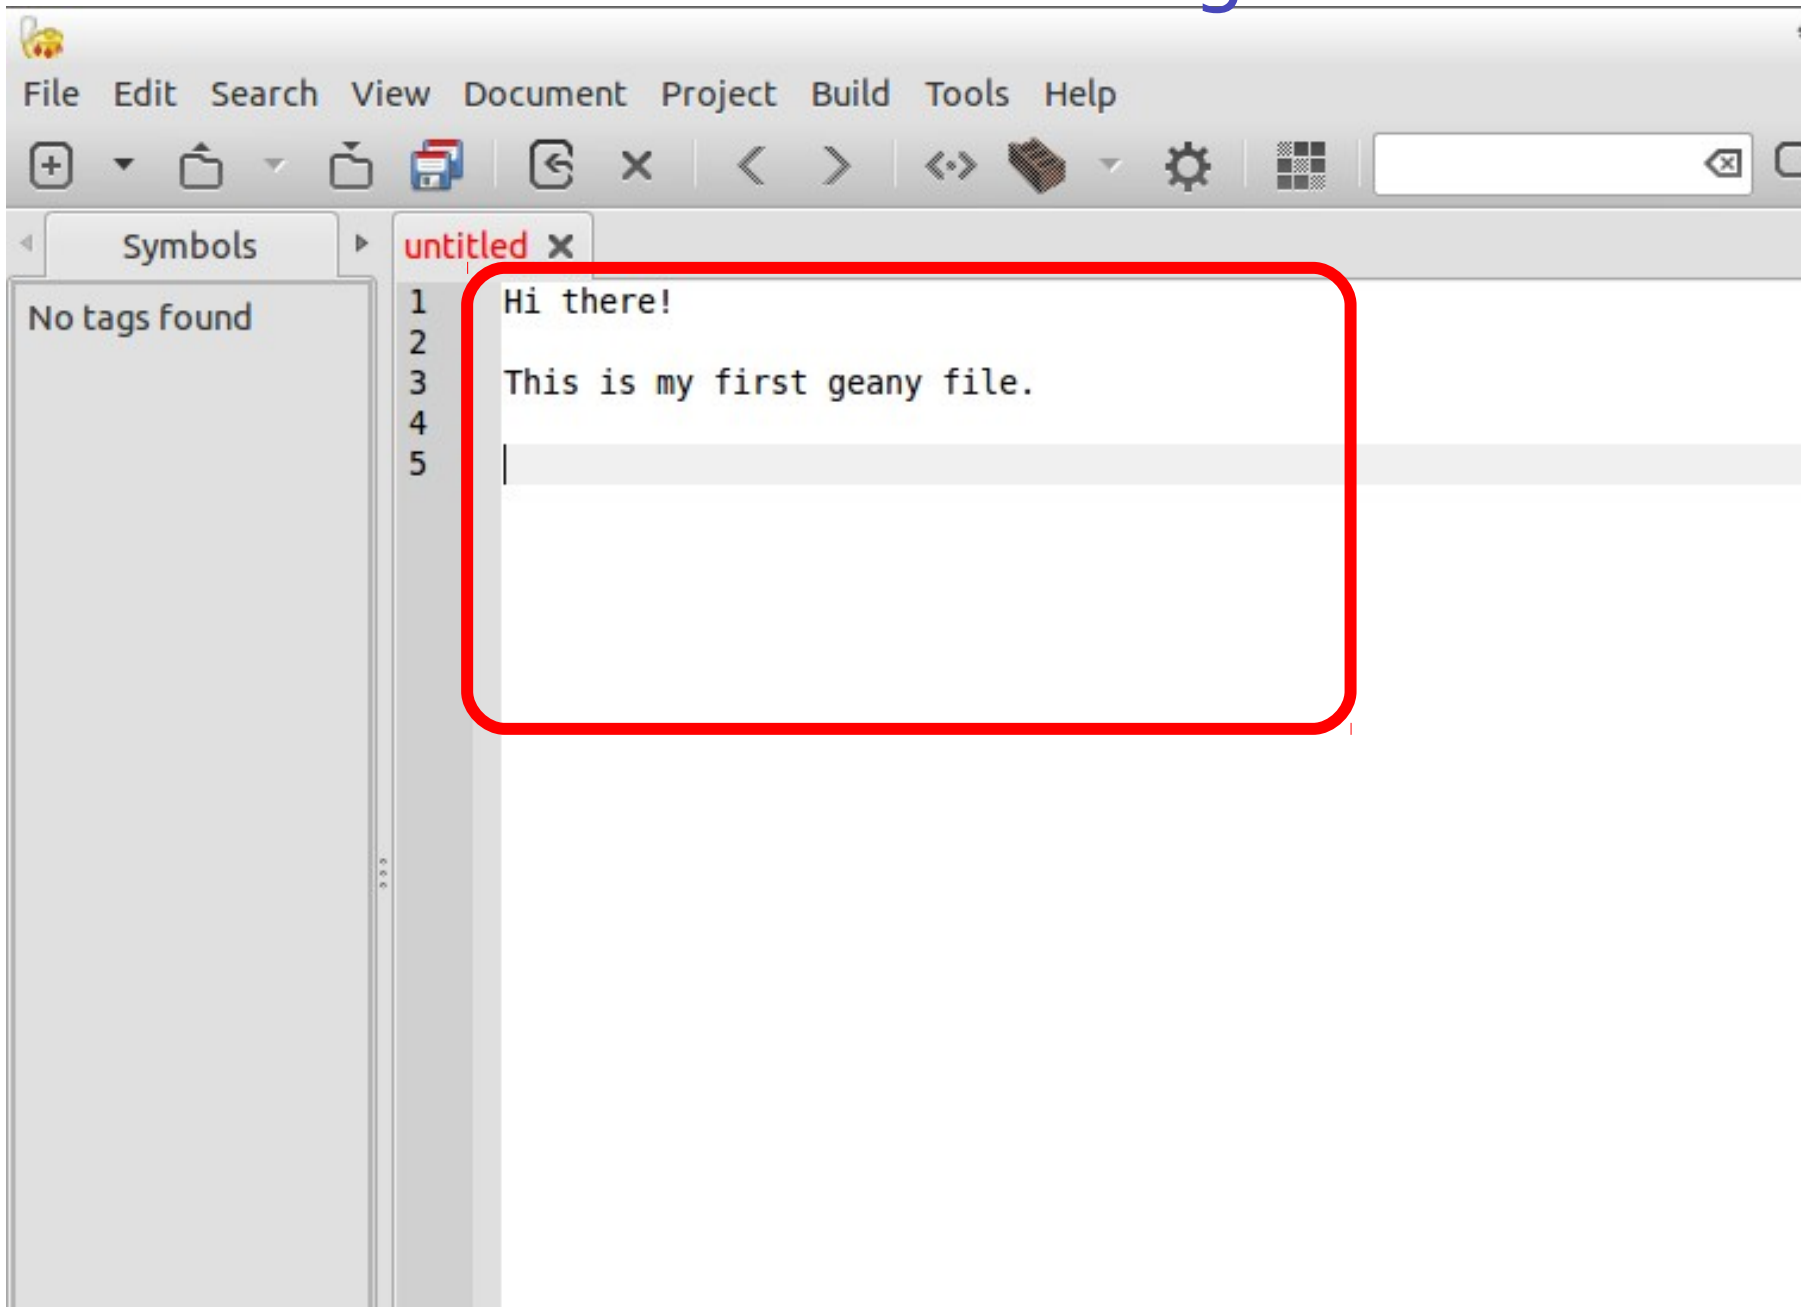 File Edit Search View Document Project Build Tools Help
Symbols untitled
No tags found
1 Hi there!
2
3 This is my first geany file.
4
5